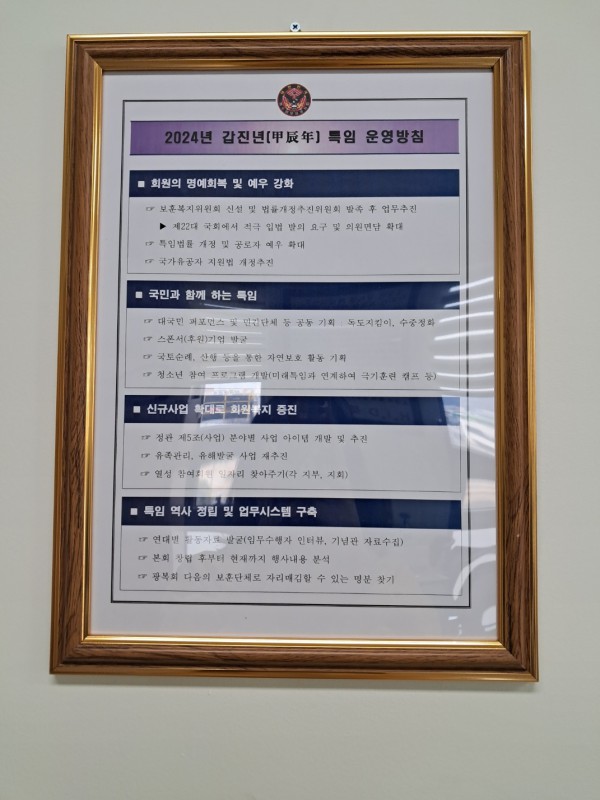 2024년 갑진년(甲辰年) 특임 운영방침
■ 회원의 명예회복 및 예우 강화
☞ 보훈복지위원회 신설 및 법률개정추진위원회 발족 후 업무추진
▶ 제22대 국회에서 적극 입법 발의 요구 및 의원면담 확대
☞ 특임법률 개정 및 공로자 예우 확대
☞ 국가유공자 지원법 개정추진
■ 국민과 함께 하는 특임
☞ 대국민 퍼포먼스 및 민간단체 등 공동 기획 독도지킴이, 수중정화
☞ 스폰서(후원)기업 발굴
☞ 국토순례, 산행 등을 통한 자연보호 활동 기획
☞ 청소년 참여 프로그램 개발(미래특임과 연계하여 극기훈련 캠프 등)
■ 신규사업 확대로 회원복지 증진
☞ 정관 제5조(사업) 분야별 사업 아이템 개발 및 추진
☞ 유족관리, 유해발굴 사업 재추진
☞ 열성 참여회원 일자리 찾아주기(각 지부, 지회)
■ 특임 역사 정립 및 업무시스템 구축
☞ 연대별 활동자료 발굴(임무수행자 인터뷰, 기념관 자료수집)
☞ 본회 창립 후부터 현재까지 행사내용 분석
☞ 광복회 다음의 보훈단체로 자리매김할 수 있는 명분 찾기